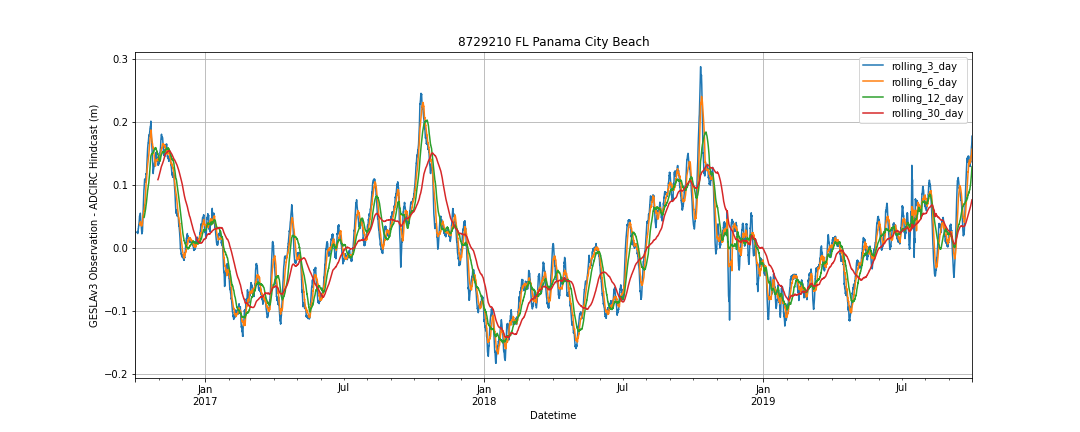 8729210 FL Panama City Beach
GESLAv3 Observation - ADCIRC Hindcast (m)
0.3
0.2
0.1
0.0
−0.1
−0.2
rolling_3_day
rolling_6_day
rolling_12_day
rolling_30_day
Jan
2017
Jul
Jan
2018
Jul
Jan
2019
Jul
Datetime